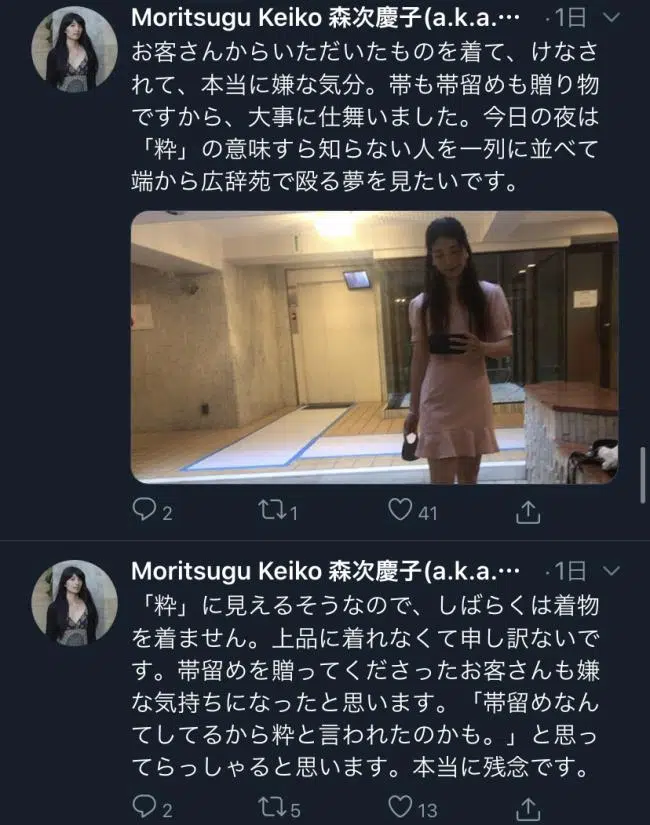 Moritsugu Keiko 森次慶子(a.k.a.… ·1日
お客さんからいただいたものを着て、けなさ
れて、本当に嫌な気分。帯も帯留めも贈り物
ですから、大事に仕舞いました。今日の夜は
「粋」の意味すら知らない人を一列に並べて
端から広辞苑で殴る夢を見たいです。
2 1 41
Moritsugu Keiko 森次慶子(a.k.a.… ·1日
「粋」に見えるそうなので、しばらくは着物
を着ません。上品に着れなくて申し訳ないで
す。帯留めを贈ってくださったお客さんも嫌
な気持ちになったと思います。「帯留めなん
てしてるから粋と言われたのかも。」と思っ
てらっしゃると思います。本当に残念です。
2 5 13